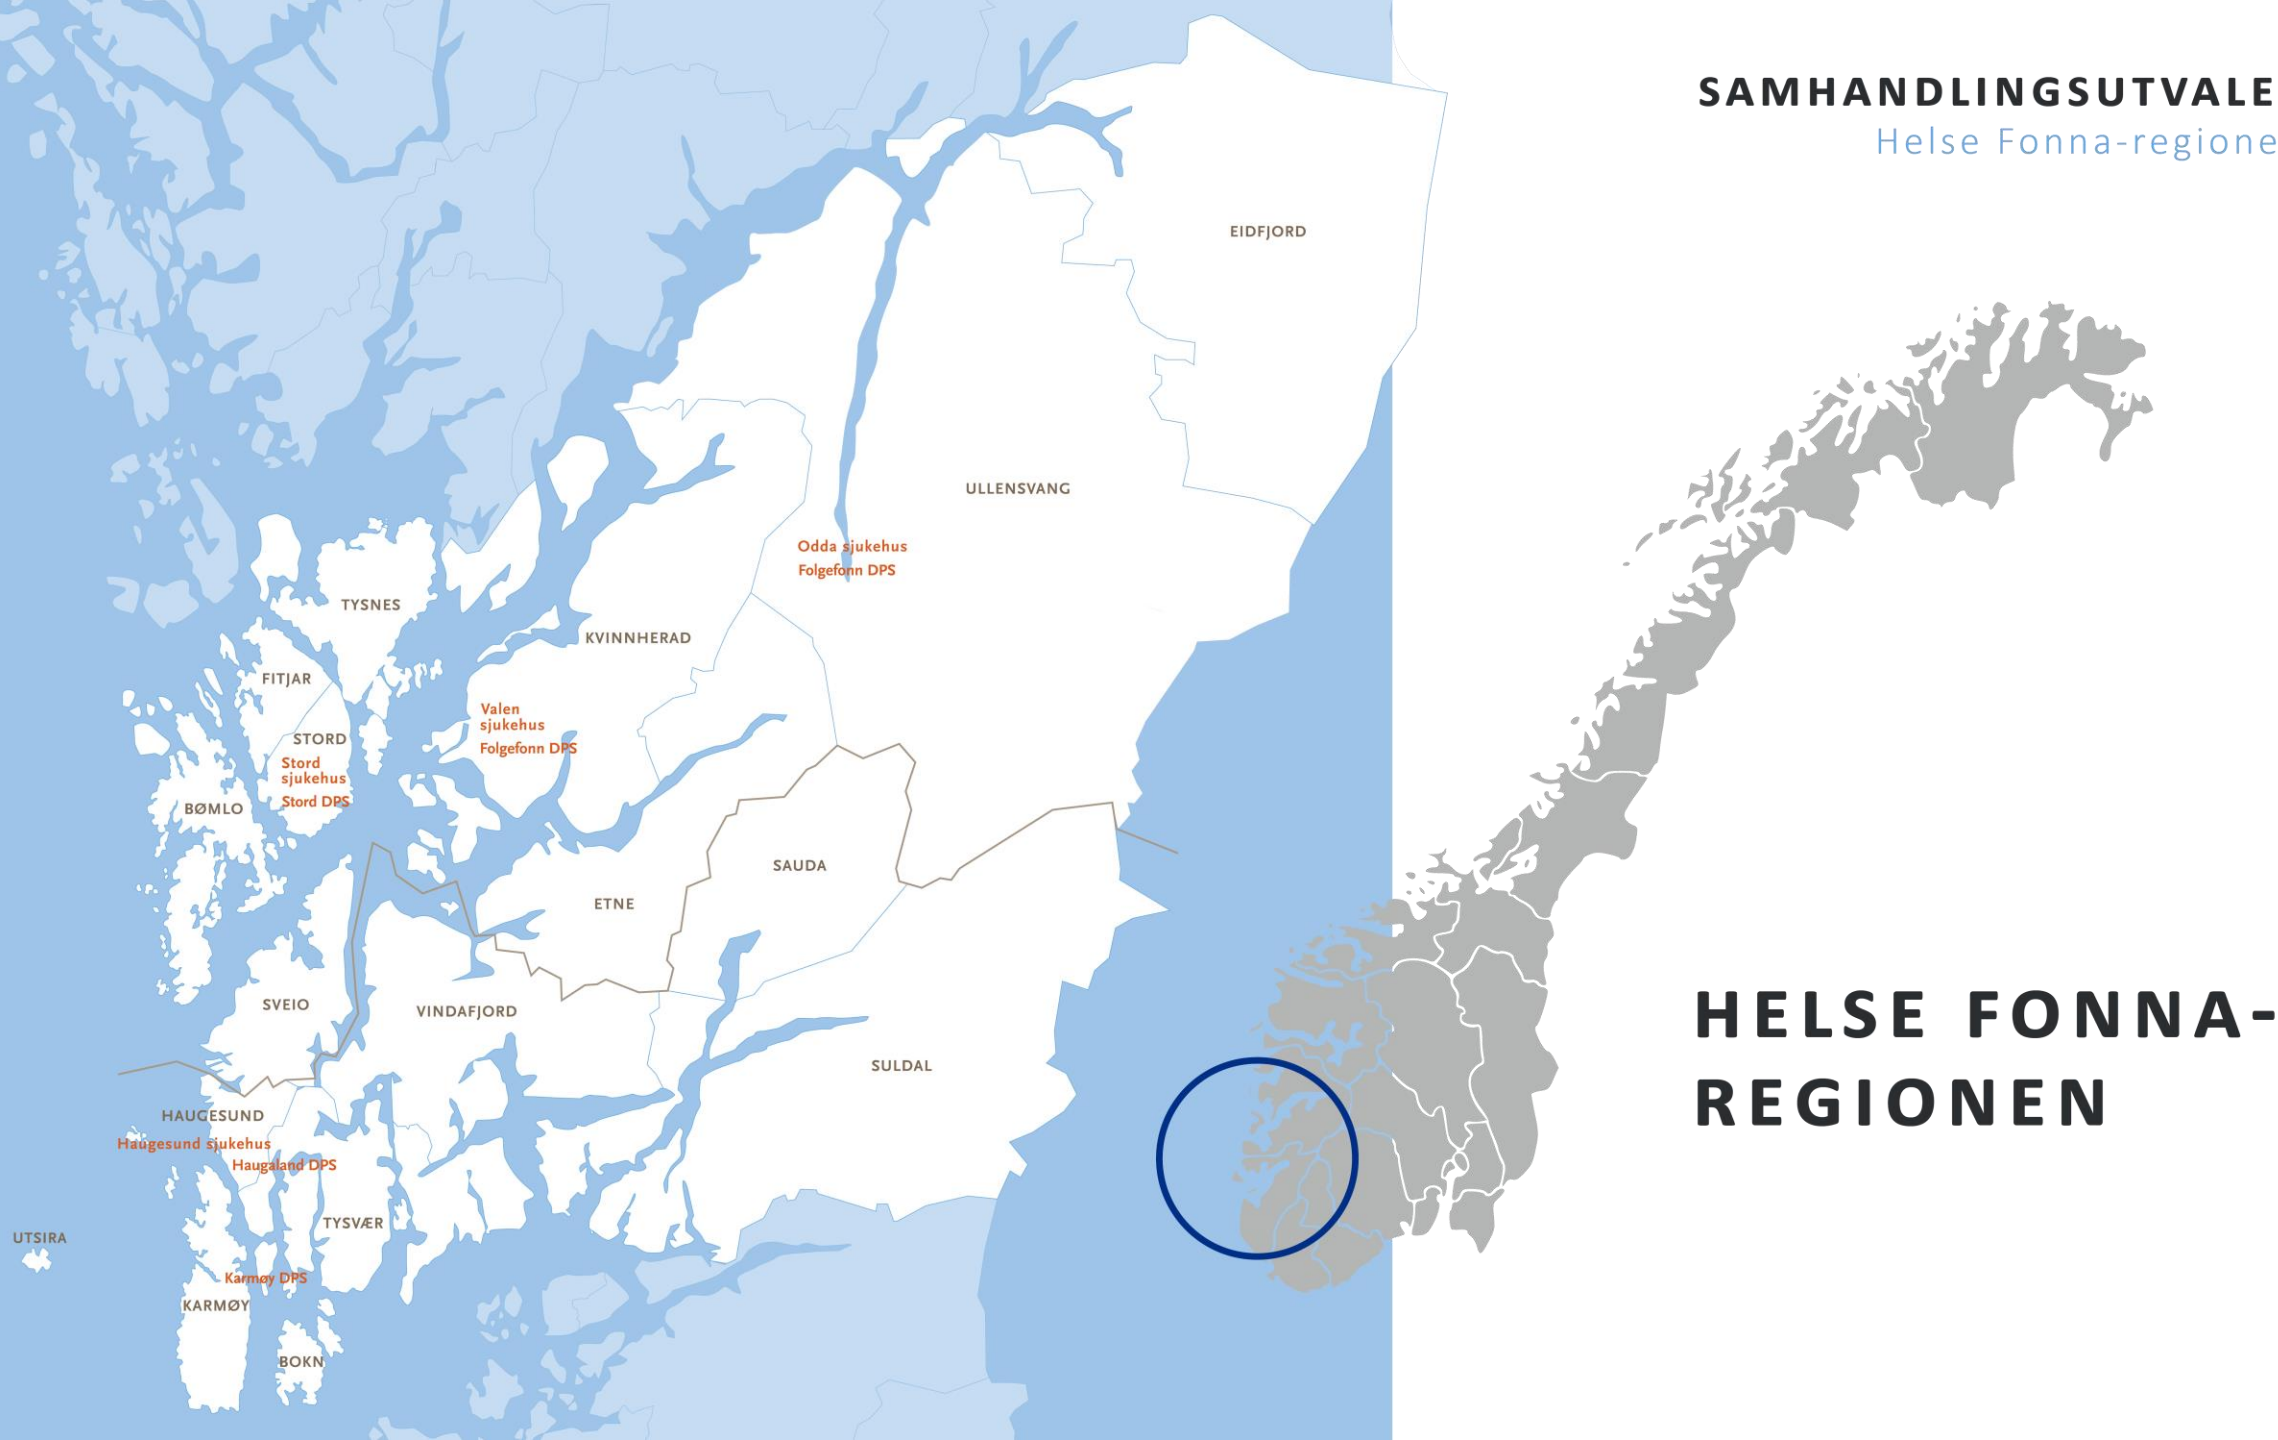 SAMHANDLINGSUTVALE
Helse Fonna-regione
EIDFJORD
ULLENSVANG
Odda sjukehus
Folgefonn DPS
TYSNES
KVINNHERAD
FITJAR
Valen
sjukehus
Folgefonn DPS
STORD
Stord
sjukehus
Stord DPS
BØMLO
SAUDA
ETNE
SVEIO
VINDAFJORD
SULDAL
HAUGESUND
Haugesund sjukehus
Haugaland DPS
TYSVÆR
UTSIRA
Karmøy DPS
KARMØY
BOKN
HELSE FONNA-
REGIONEN